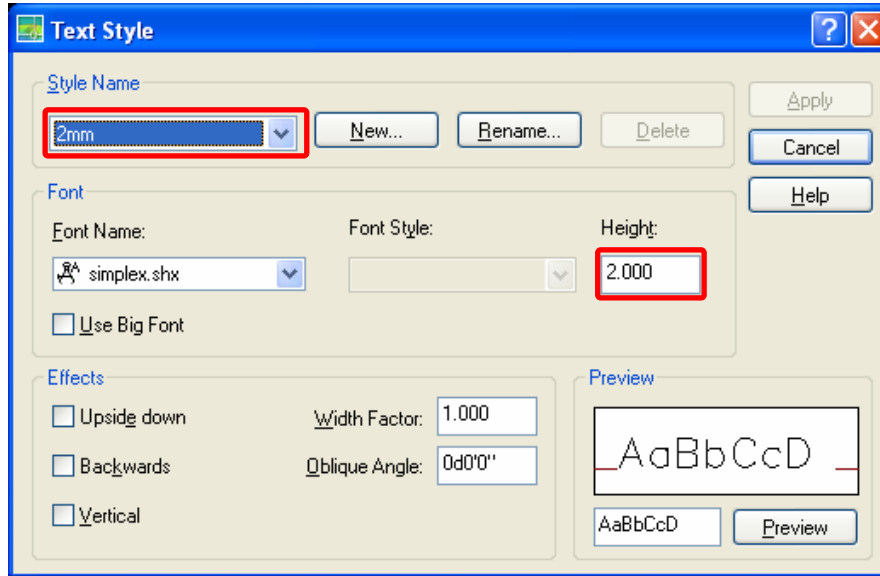 Text Style
Style Name
2mm
New...
Rename...
Delete
Apply
Cancel
Help
Font
Font Name:
Font Style:
Height:
simplex.shx
2.000
Use Big Font
Effects
Upside down
Width Factor:
1.000
Backwards
Oblique Angle:
0d0'0"
Vertical
Preview
AaBbCcD
AaBbCcD
Preview